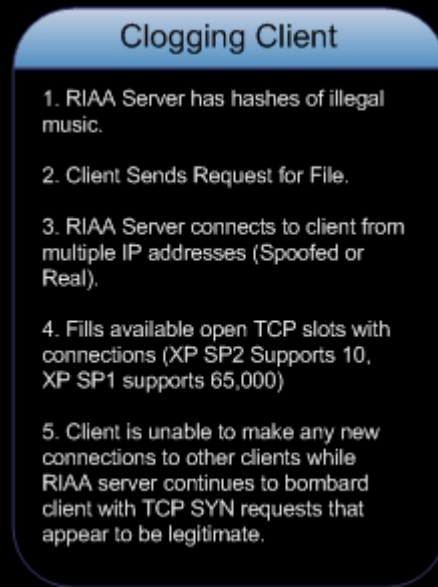 Clogging Client
1. RIAA Server has hashes of illegal
music.
2. Client Sends Request for File.
3. RIAA Server connects to client from
multiple IP addresses (Spoofed or
Real).
4. Fills available open TCP slots with
connections (XP SP2 Supports 10,
XP SP1 supports 65,000)
5. Client is unable to make any new
connections to other clients while
RIAA server continues to bombard
client with TCP SYN requests that
appear to be legitimate.